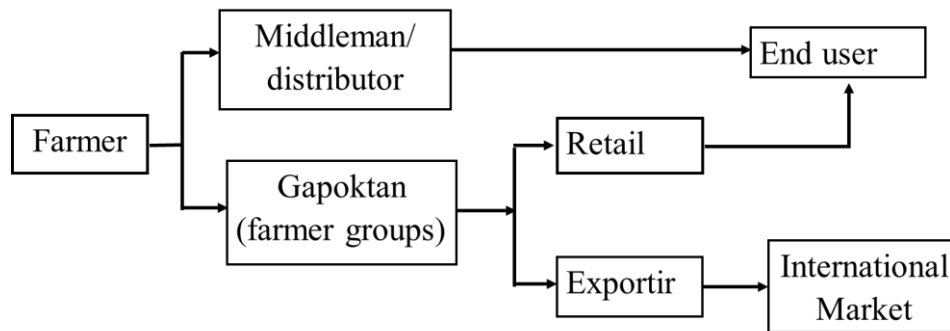 Middleman/
distributor
End user
Farmer
Retail
Gapoktan
(farmer groups)
Exportir
International
Market